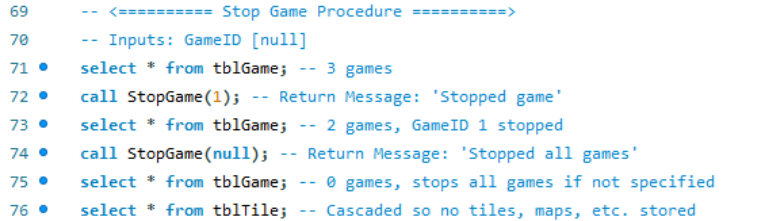 69 -- <========== Stop Game Procedure ==========>
70 -- Inputs: GameID [null]
71 select * from tblGame; -- 3 games
72 call StopGame(1); -- Return Message: 'Stopped game'
73 select * from tblGame; -- 2 games, GameID 1 stopped
74 call StopGame(null); -- Return Message: 'Stopped all games'
75 select * from tblGame; -- 0 games, stops all games if not specified
76 select * from tblTile; -- Cascaded so no tiles, maps, etc. stored